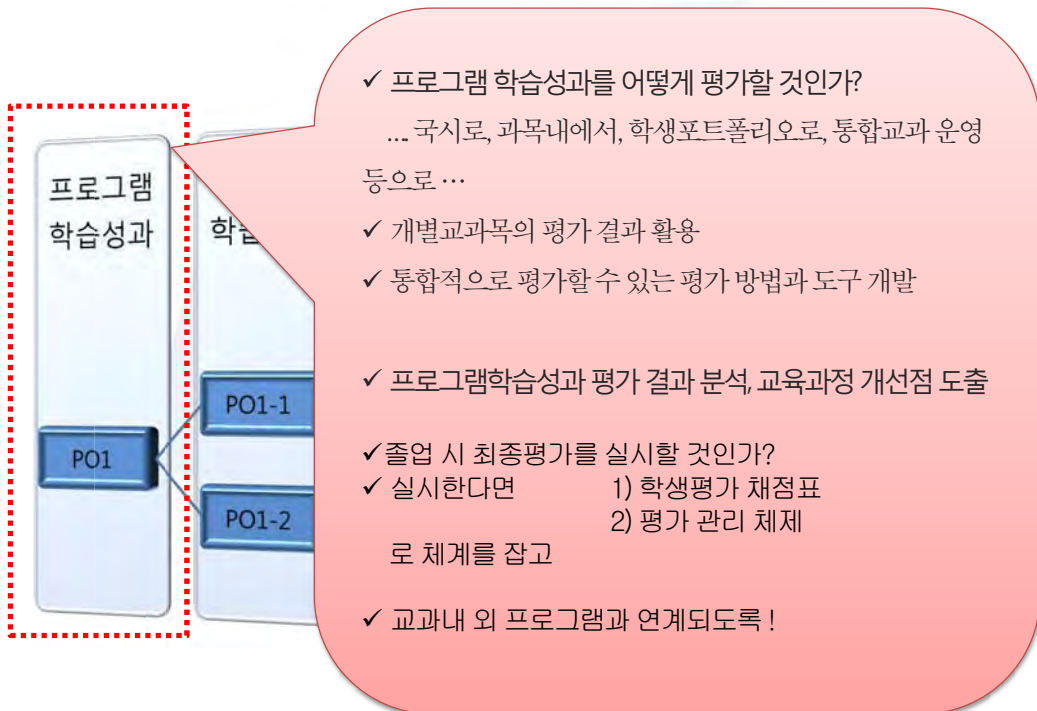 프로그램
학습성과
PO1
PO1-1
PO1-2
✓ 프로그램 학습성과를 어떻게 평가할 것인가?
.... 국시로, 과목내에서, 학생포트폴리오로, 통합교과 운영
등으로 …
✓ 개별교과목의 평가 결과 활용
✓ 통합적으로 평가할 수 있는 평가 방법과 도구 개발
✓ 프로그램학습성과 평가 결과 분석, 교육과정 개선점 도출
✓졸업 시 최종평가를 실시할 것인가?
✓ 실시한다면 1) 학생평가 채점표
2) 평가 관리 체제
로 체계를 잡고
✓ 교과내 외 프로그램과 연계되도록 !